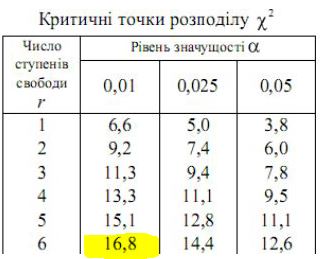 Критичні точки розподілу χ²
Число ступенів свободи r
Рівень значущості α
0,01 0,025 0,05
1 6,6 5,0 3,8
2 9,2 7,4 6,0
3 11,3 9,4 7,8
4 13,3 11,1 9,5
5 15,1 12,8 11,1
6 16,8 14,4 12,6